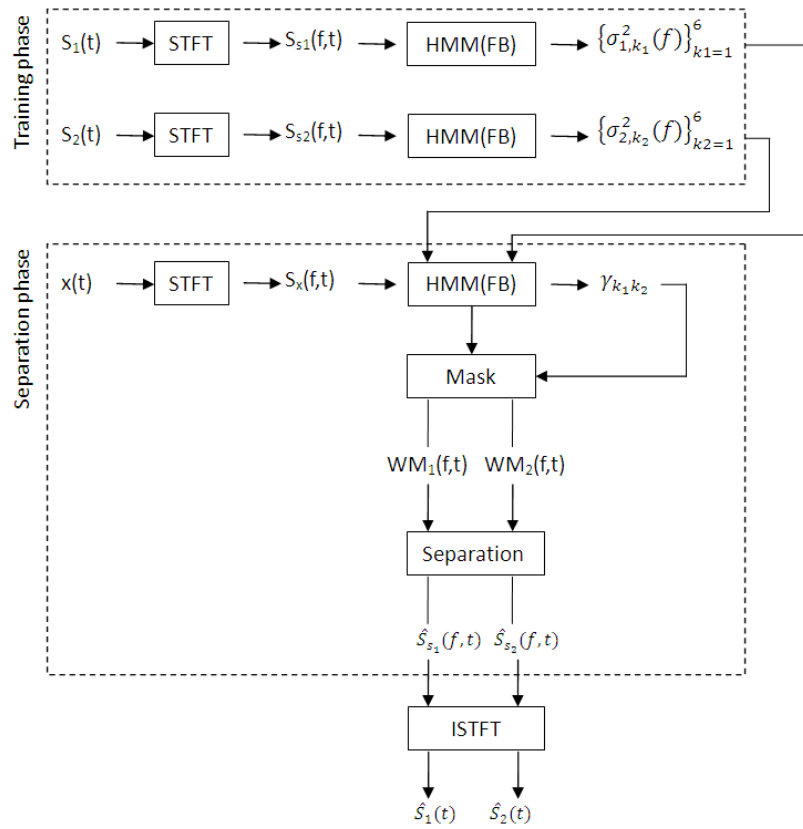 Training phase
S₁(t) STFT Sₛ₁(f,t) HMM(FB) {σ²₁,ₖ₁(f)}⁶ₖ₁₌₁
S₂(t) STFT Sₛ₂(f,t) HMM(FB) {σ²₂,ₖ₂(f)}⁶ₖ₂₌₁
Separation phase
x(t) STFT Sₓ(f,t) HMM(FB) γₖ₁ₖ₂
Mask
WM₁(f,t) WM₂(f,t)
Separation
Ŝₛ₁(f,t) Ŝₛ₂(f,t)
ISTFT
Ŝ₁(t) Ŝ₂(t)